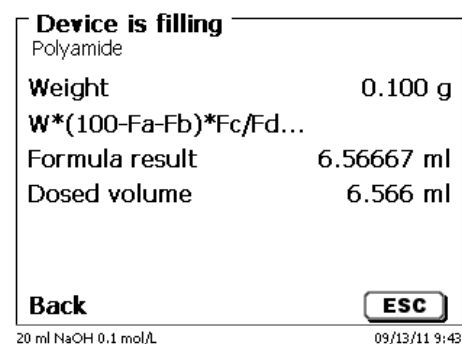 Device is filling
Polyamide
Weight 0.100 g
W*(100-Fa-Fb)*Fc/Fd...
Formula result 6.56667 ml
Dosed volume 6.566 ml
Back ESC
20 ml NaOH 0.1 mol/L 09/13/11 9:43